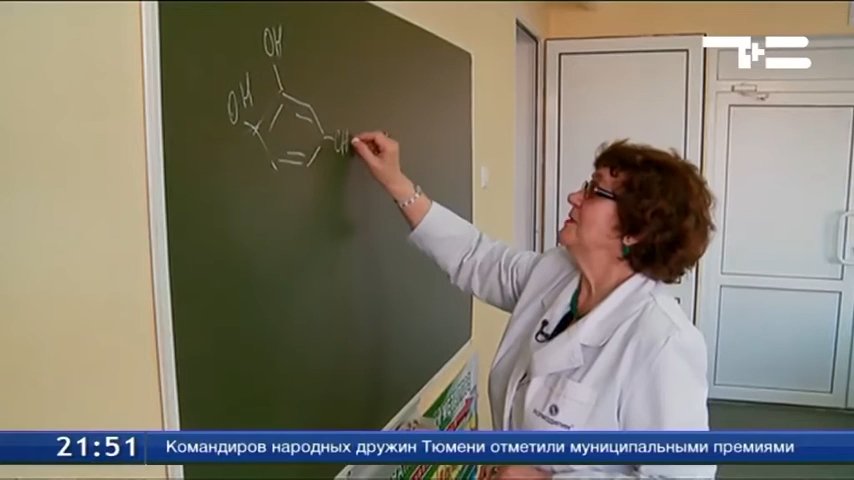 OH
OH
CH
T+E
21:51 Командиров народных дружин Тюмени отметили муниципальными премиями